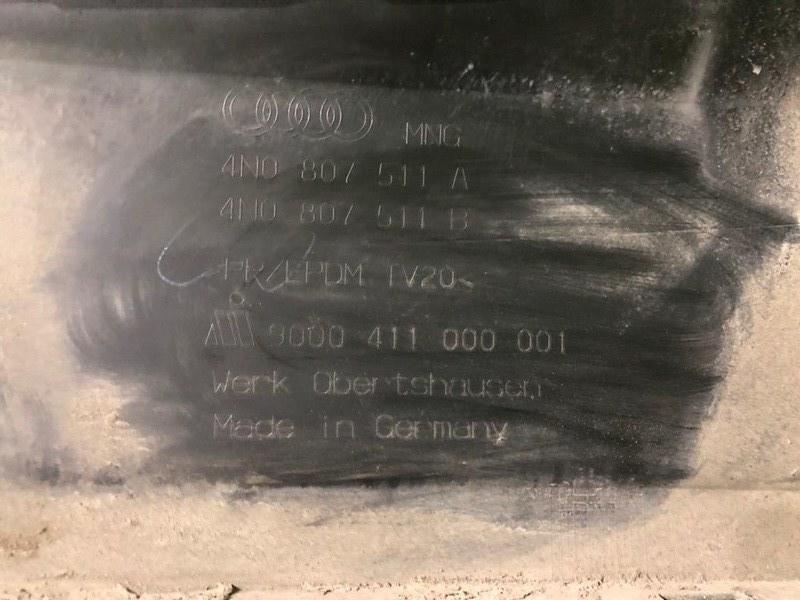 MNG
4N0 807 511 A
4N0 807 511 B
PP/EPDM TV20<
9000 411 000 001
Werk Obertshausen
Made in Germany